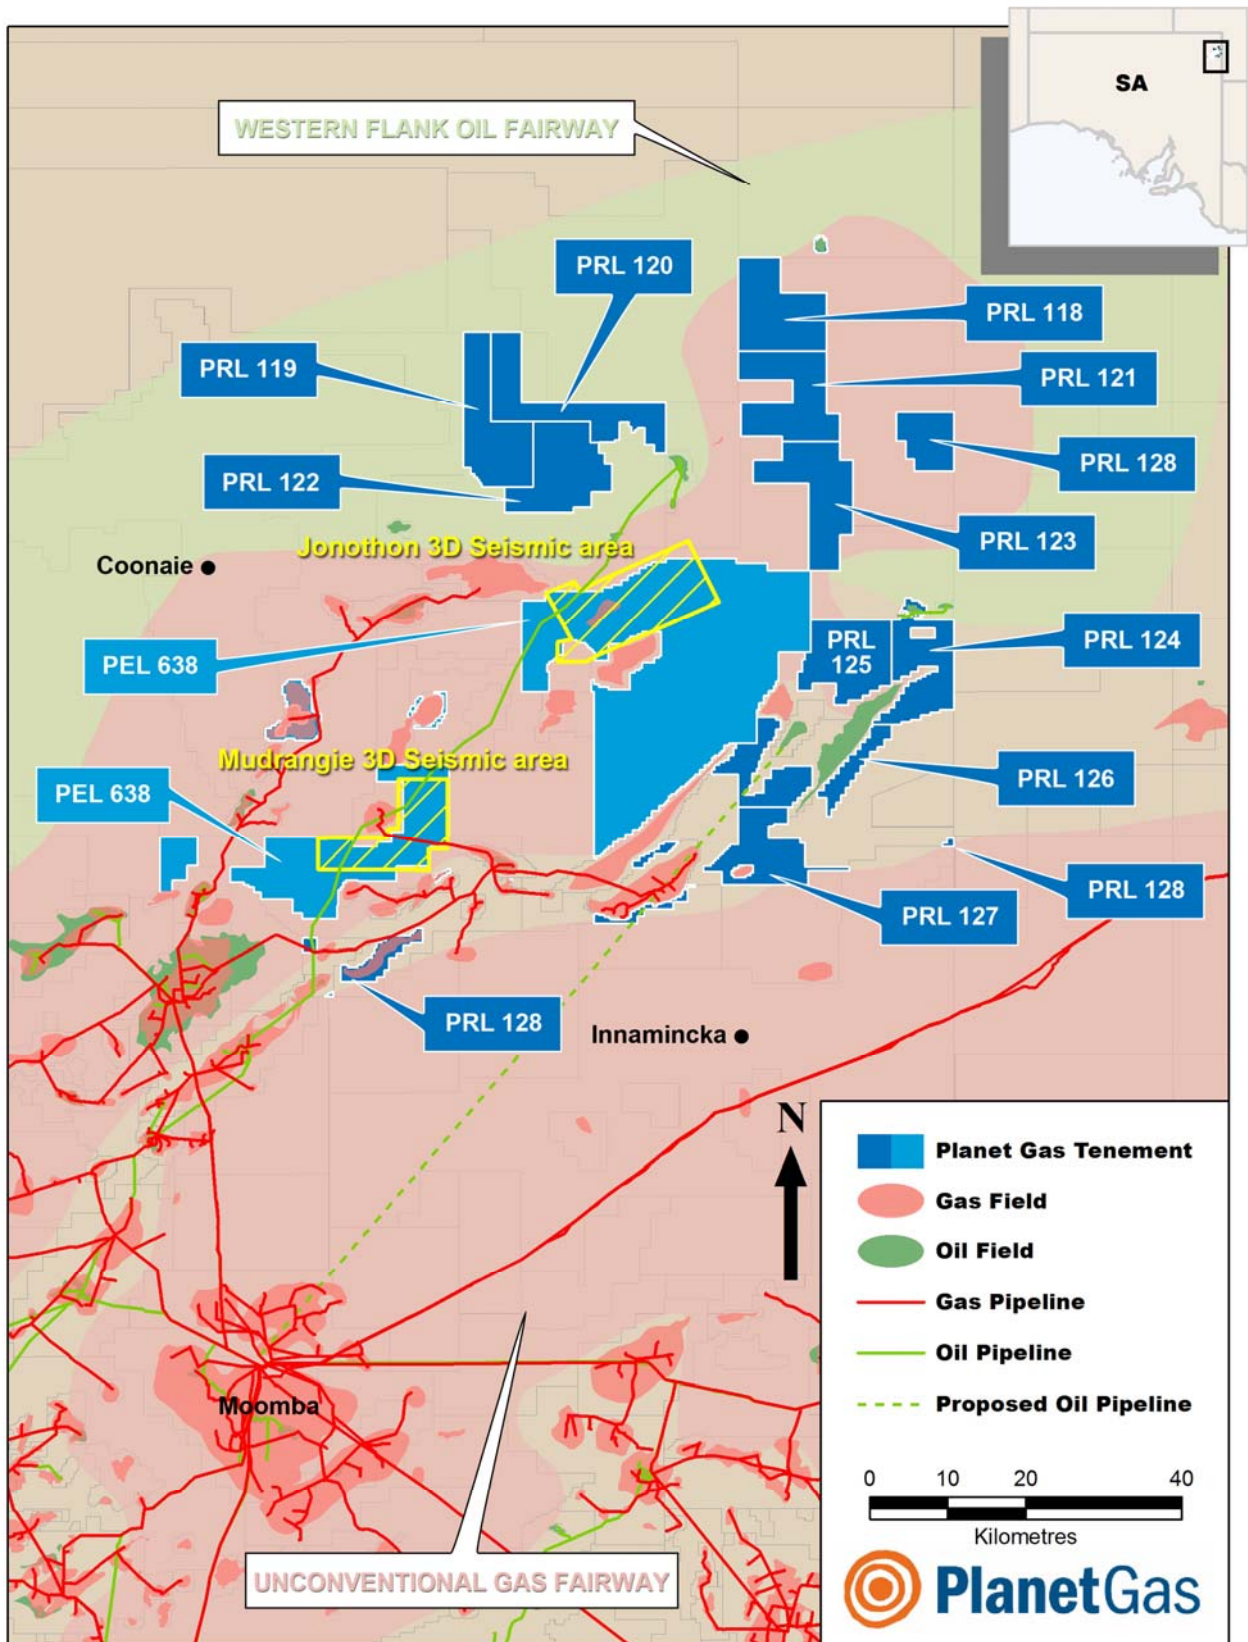 SA
WESTERN FLANK OIL FAIRWAY
PRL 120
PRL 118
PRL 119
PRL 121
PRL 128
PRL 122
PRL 123
Jonothon 3D Seismic area
Coonaie
PEL 638
PRL
125
PRL 124
Mudrangie 3D Seismic area
PEL 638
PRL 126
PRL 128
PRL 127
PRL 128
Innamincka
N
Planet Gas Tenement
Gas Field
Oil Field
Gas Pipeline
Oil Pipeline
Proposed Oil Pipeline
Moomba
0 10 20 40
Kilometres
UNCONVENTIONAL GAS FAIRWAY
PlanetGas